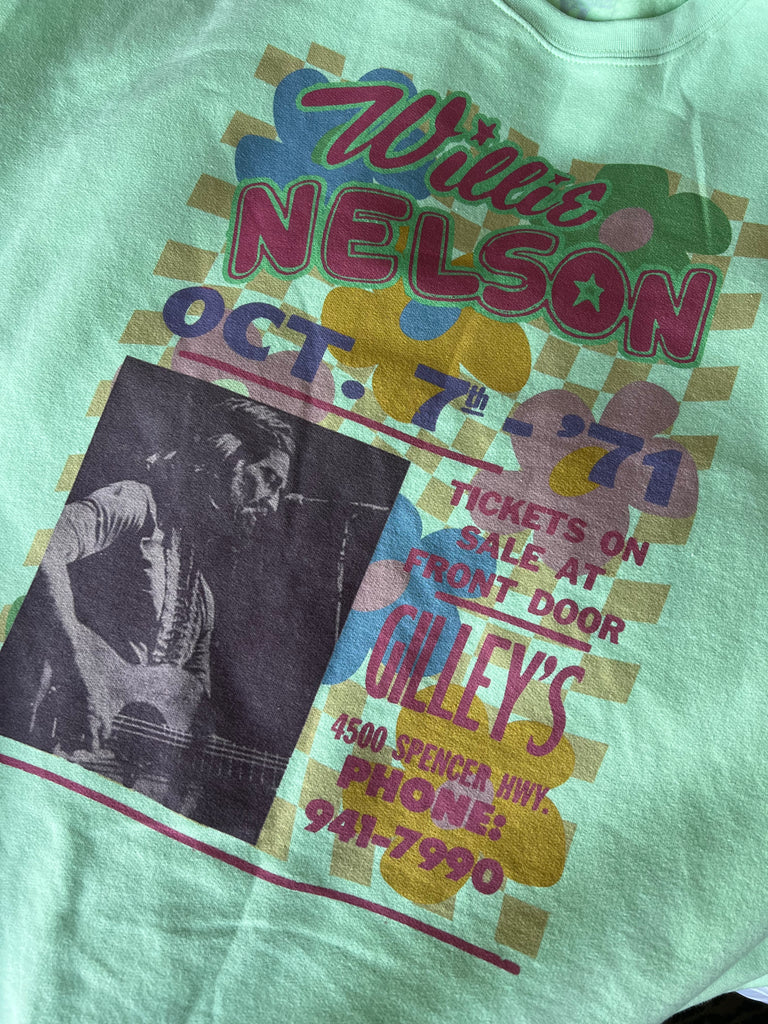 Willie
NELSON
OCT. 7th - '71
TICKETS ON
SALE AT
FRONT DOOR
GILLEY'S
4500 SPENCER HWY.
PHONE:
941-7990